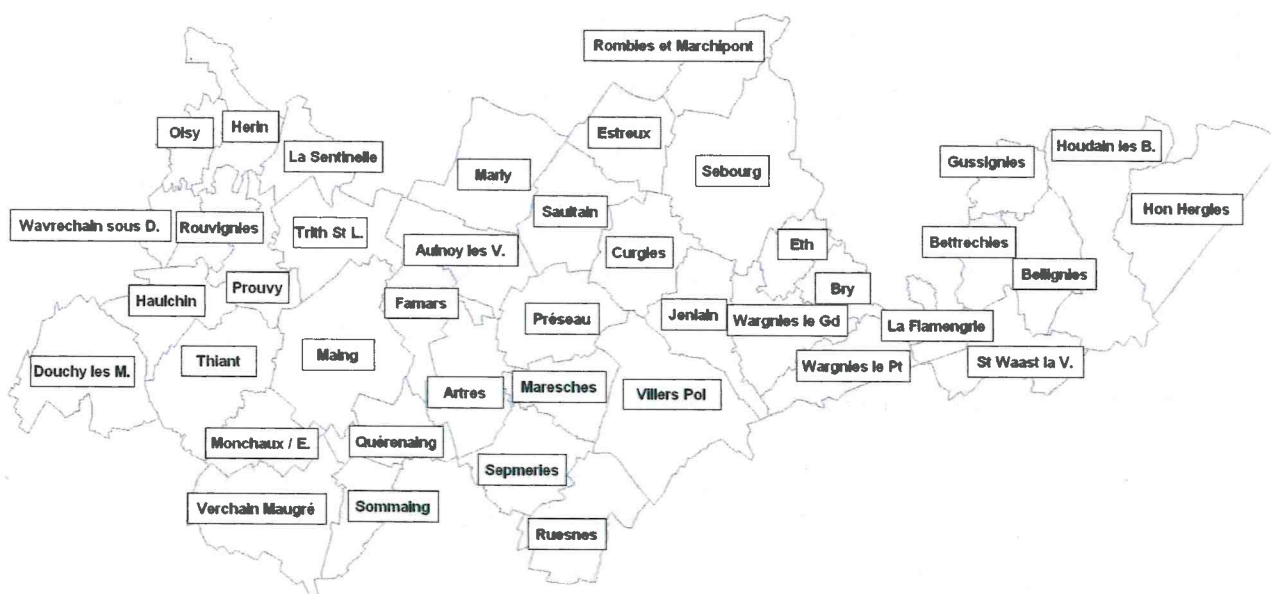 Rombies et Marchipont
Oisy
Herin
Estreux
La Sentinelle
Houdain les B.
Gussignies
Marly
Sebourg
Saultain
Hon Hergies
Wavrechain sous D.
Rouvignies
Trith St L.
Aulnoy les V.
Curgies
Eth
Bettrechies
Bellignies
Prouvy
Haulchin
Famars
Bry
Préseau
Jenlain
Wargnies le Gd
La Flamengrie
Douchy les M.
Thiant
Maing
Wargnies le Pt
St Waast la V.
Artres
Maresches
Villers Pol
Monchaux / E.
Quérenaing
Sepmeries
Verchain Maugré
Sommaing
Ruesnes